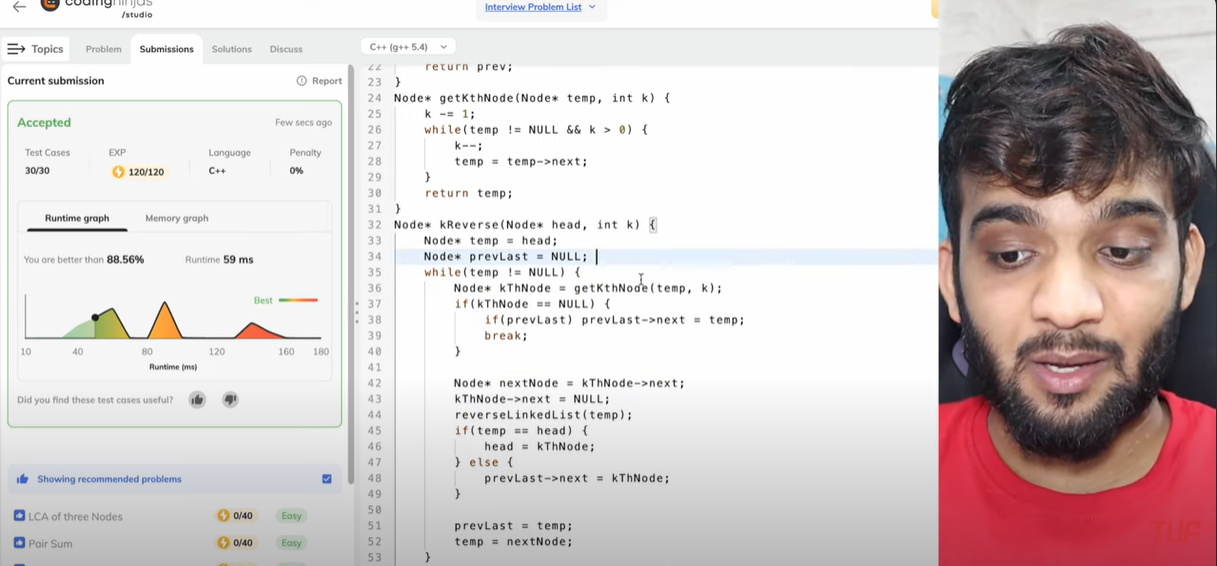 codingninjas
/studio
Interview Problem List
Topics
Problem
Submissions
Solutions
Discuss
C++ (g++ 5.4)
Current submission
Report
Accepted
Few secs ago
Test Cases
EXP
Language
Penalty
30/30
120/120
C++
0%
Runtime graph
Memory graph
You are better than 88.56%
Runtime 59 ms
Best
10 40 80 120 160 180
Runtime (ms)
Did you find these test cases useful?
Showing recommended problems
LCA of three Nodes
0/40
Easy
Pair Sum
0/40
Easy
22 return prev;
23 }
24 Node* getKthNode(Node* temp, int k) {
25 k -= 1;
26 while(temp != NULL && k > 0) {
27 k--;
28 temp = temp->next;
29 }
30 return temp;
31 }
32 Node* kReverse(Node* head, int k) {
33 Node* temp = head;
34 Node* prevLast = NULL;
35 while(temp != NULL) {
36 Node* kThNode = getKthNode(temp, k);
37 if(kThNode == NULL) {
38 if(prevLast) prevLast->next = temp;
39 break;
40 }
41
42 Node* nextNode = kThNode->next;
43 kThNode->next = NULL;
44 reverseLinkedList(temp);
45 if(temp == head) {
46 head = kThNode;
47 } else {
48 prevLast->next = kThNode;
49 }
50
51 prevLast = temp;
52 temp = nextNode;
53 }
TUF